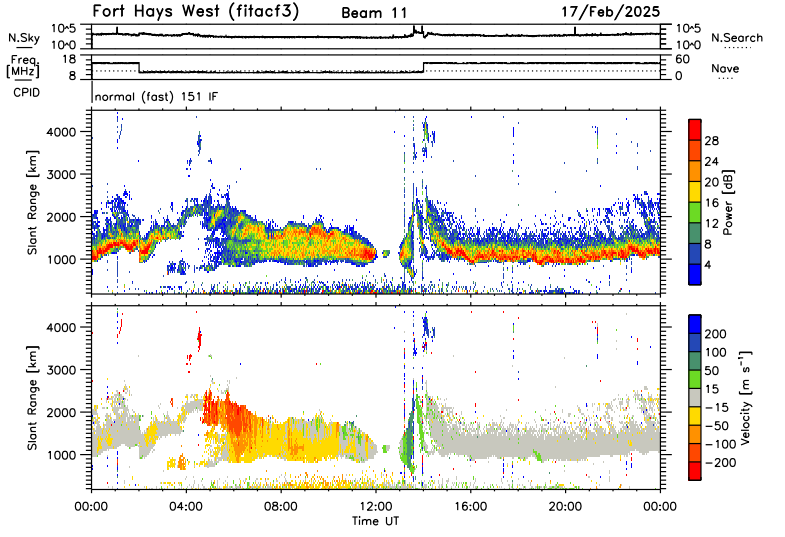 Fort Hays West (fitacf3) Beam 11 17/Feb/2025
N.Sky 10^5 10^0 10^5 10^0 N.Search
Freq. [MHz] 18 8 60 0 Nave
CPID normal (fast) 151 IF
Slant Range [km] 4000 3000 2000 1000
28 24 20 16 12 8 4 Power [dB]
Slant Range [km] 4000 3000 2000 1000
200 100 50 15 -15 -50 -100 -200 Velocity [m s^-1]
00:00 04:00 08:00 12:00 16:00 20:00 00:00
Time UT